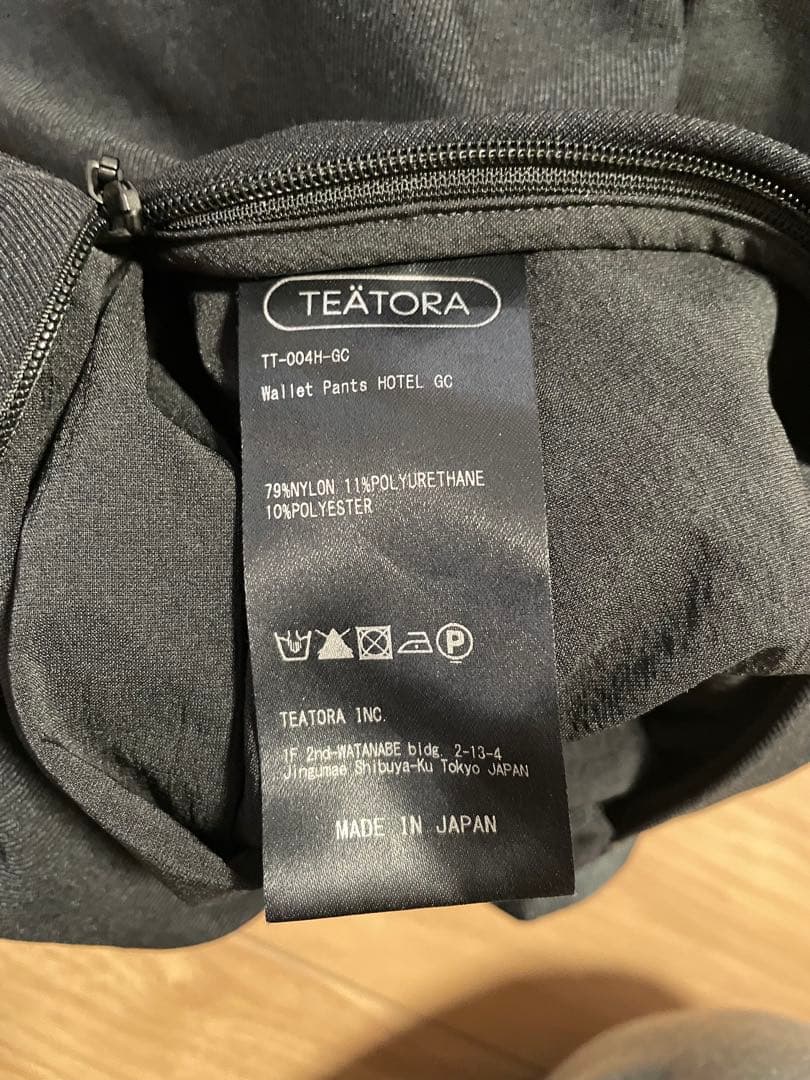 TEÄTORA
TT-004H-GC
Wallet Pants HOTEL GC
79%NYLON 11%POLYURETHANE
10%POLYESTER
P
TEATORA INC.
1F 2nd-WATANABE bldg. 2-13-4
Jingumae Shibuya-Ku Tokyo JAPAN
MADE IN JAPAN